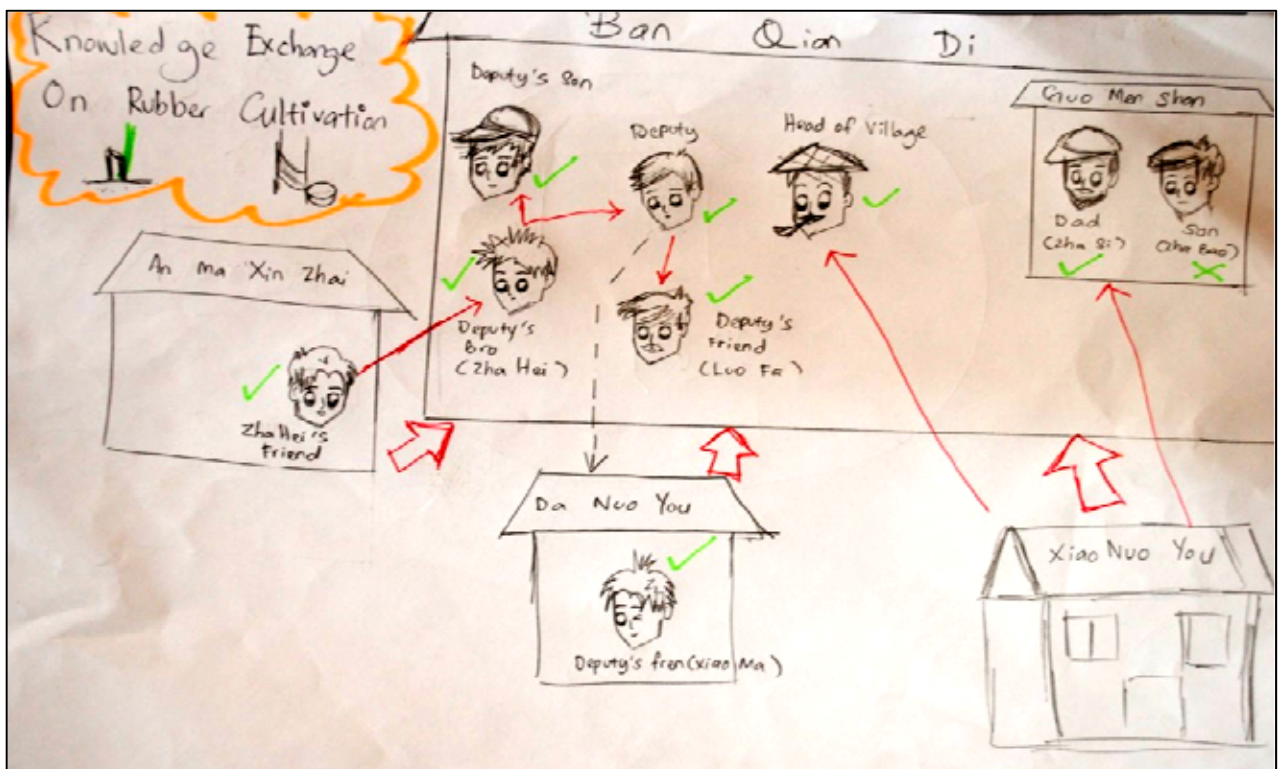 Knowledge Exchange
On Rubber Cultivation
Ban Qian Di
Deputy's Son
Deputy
Head of Village
Guo Men Shan
Dad
(Zha Si)
Son
(Zha Bao)
An ma Xin Zhai
Deputy's
Bro
(Zha Hei)
Deputy's
Friend
(Luo Fa)
Zha Hei's
Friend
Da Nuo You
Deputy's fren (Xiao Ma)
Xiao Nuo You